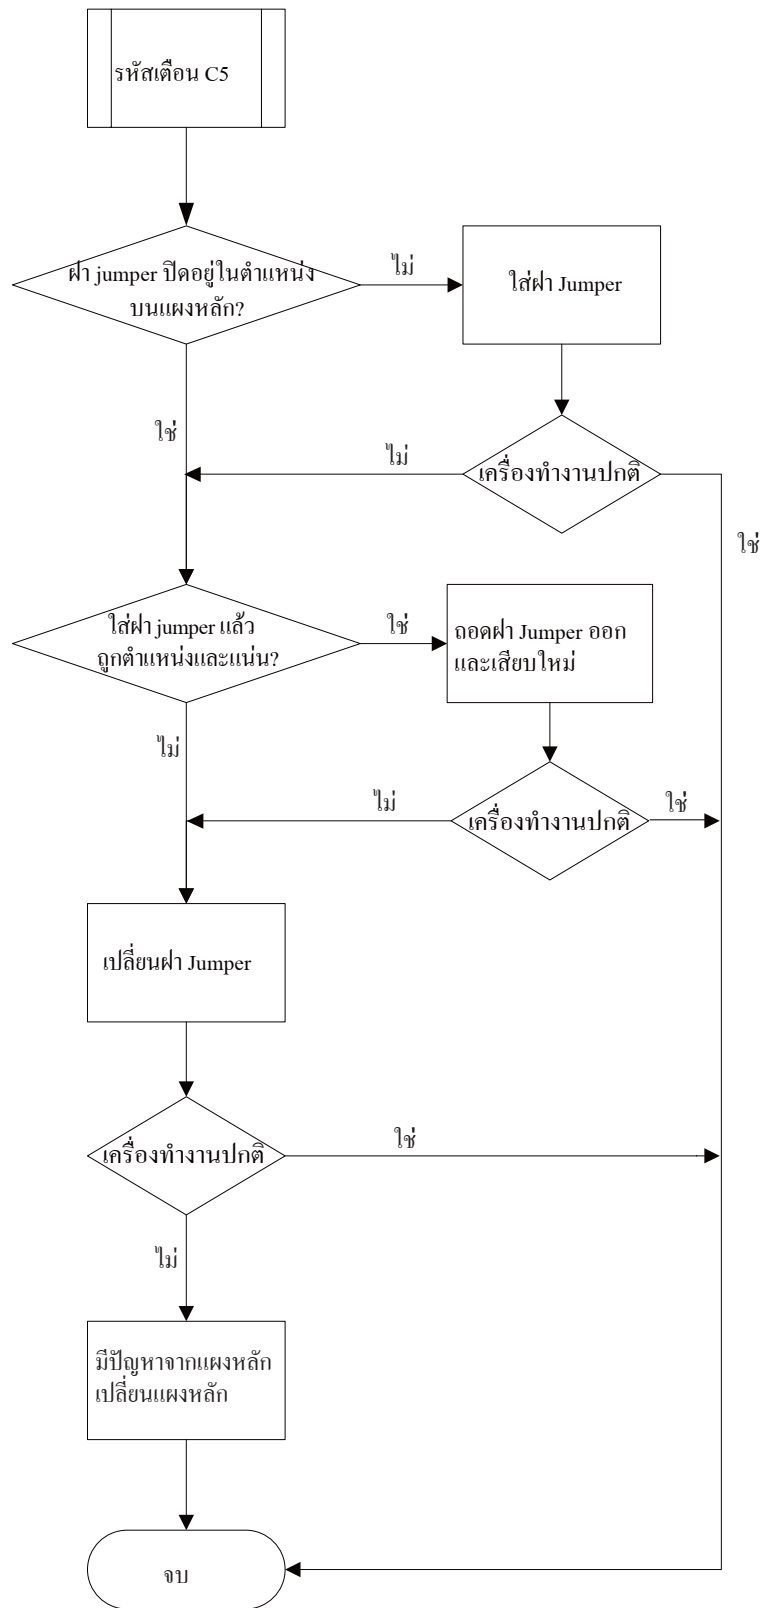 รหัสเตือน C5
ฝา jumper ปิดอยู่ในตำแหน่ง
บนแผงหลัก?
ไม่
ใส่ฝา Jumper
ใช่
ไม่
เครื่องทำงานปกติ
ใช่
ใส่ฝา jumper แล้ว
ถูกตำแหน่งและแน่น?
ใช่
ถอดฝา Jumper ออก
และเสียบใหม่
ไม่
ไม่
เครื่องทำงานปกติ
ใช่
เปลี่ยนฝา Jumper
เครื่องทำงานปกติ
ใช่
ไม่
มีปัญหาจากแผงหลัก
เปลี่ยนแผงหลัก
จบ